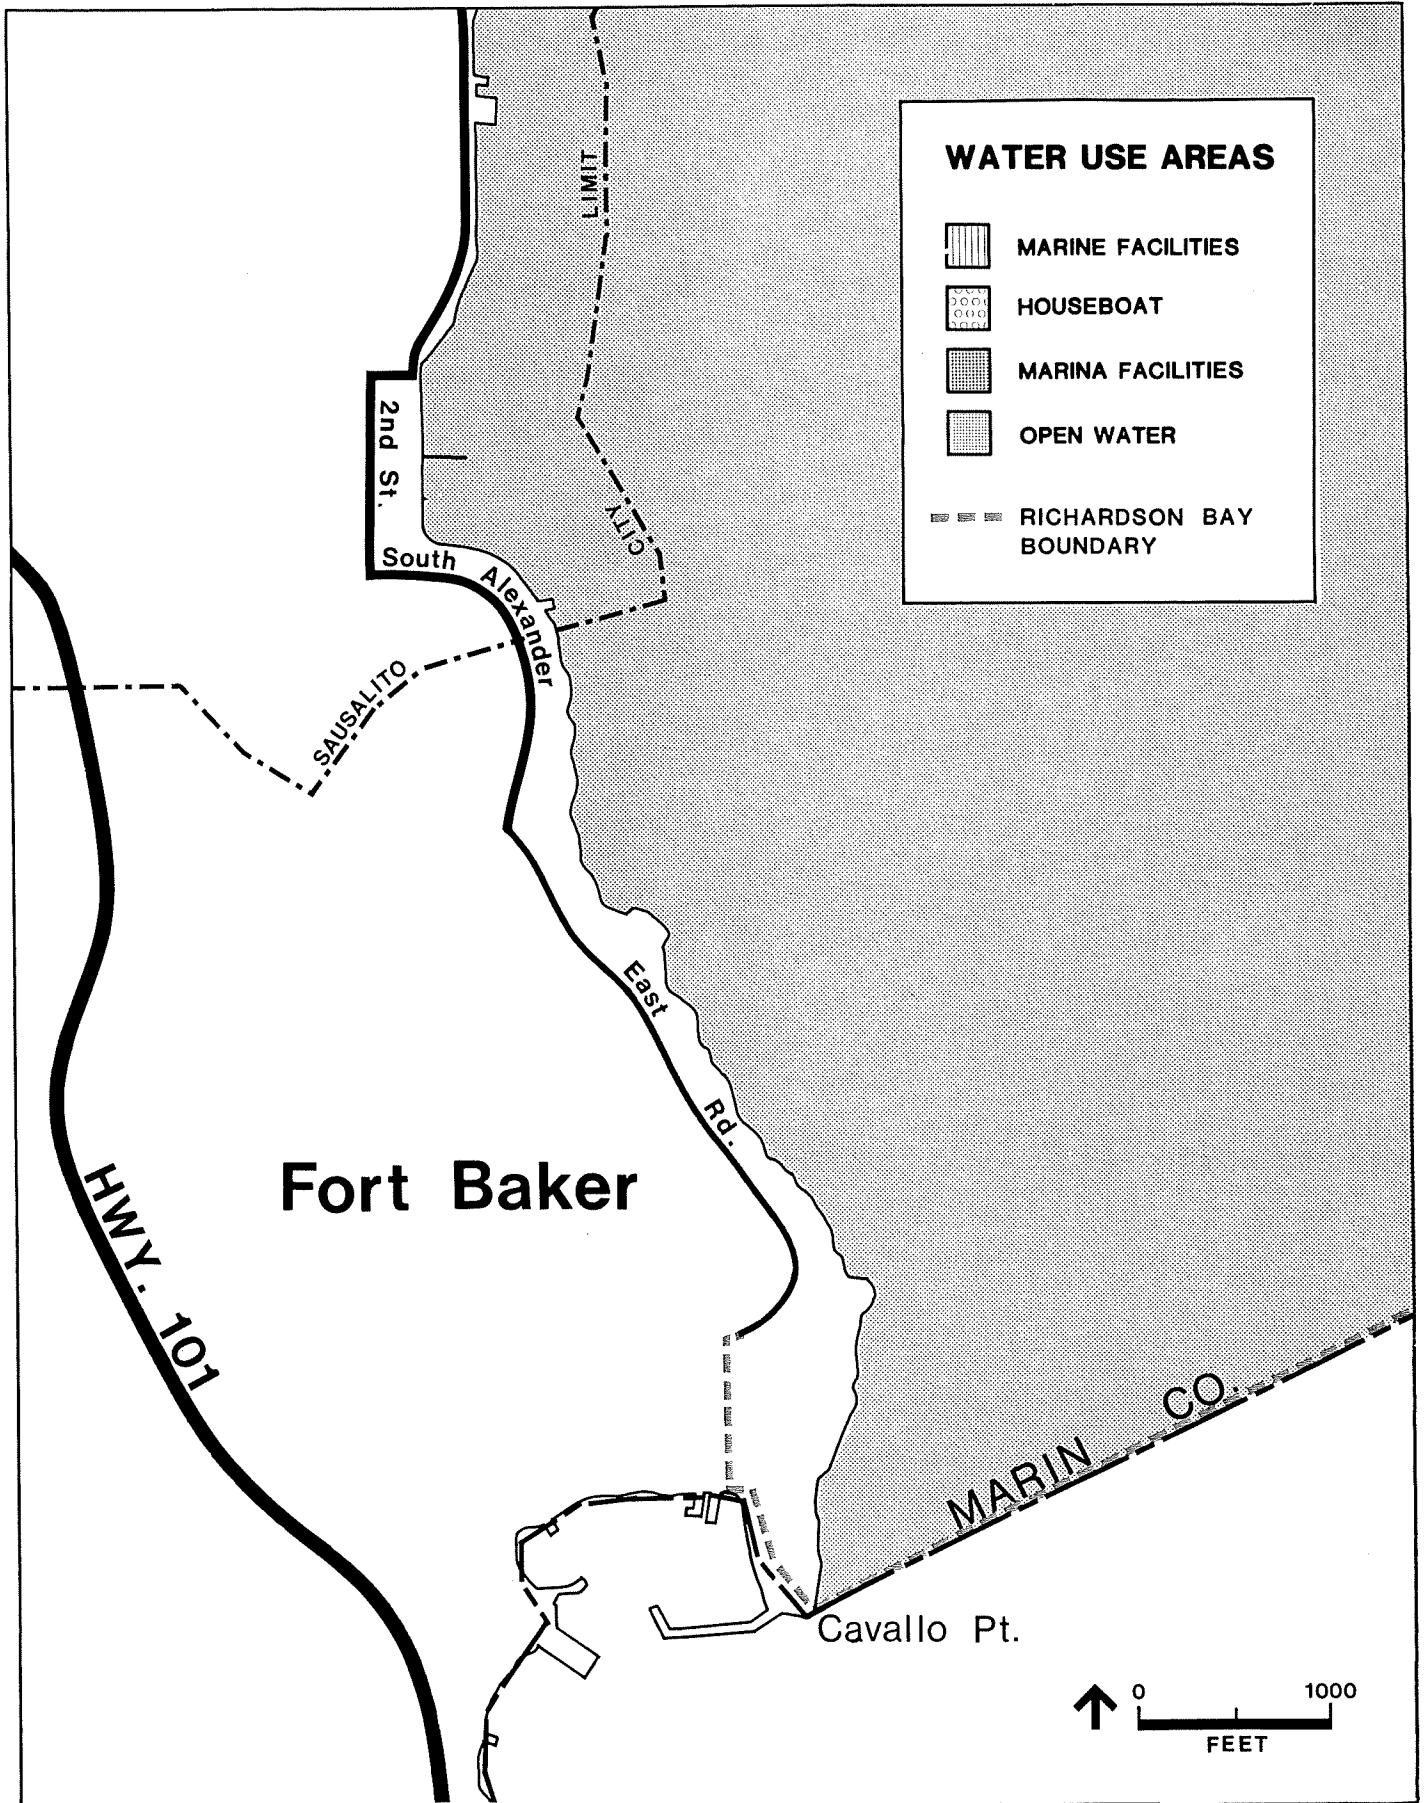 WATER USE AREAS
MARINE FACILITIES
HOUSEBOAT
MARINA FACILITIES
OPEN WATER
RICHARDSON BAY
BOUNDARY
LIMIT
CITY
2nd St.
South Alexander
SAUSALITO
East Rd.
Fort Baker
HWY. 101
MARIN CO.
Cavallo Pt.
0 1000
FEET